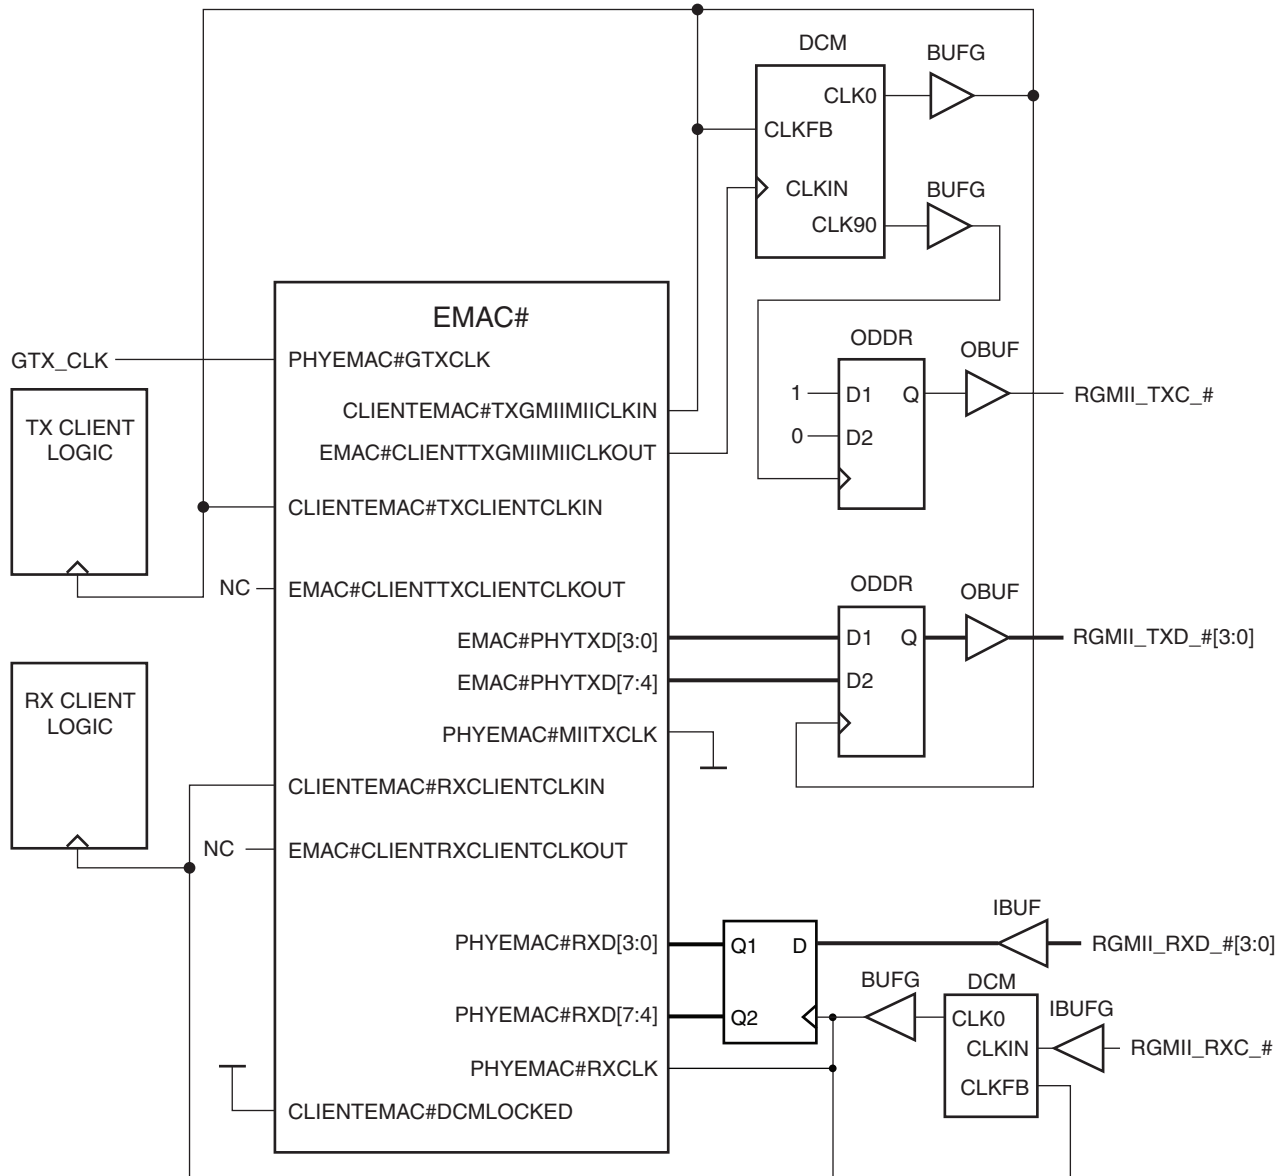 DCM
BUFG
CLK0
CLKFB
CLKIN
BUFG
CLK90
EMAC#
GTX_CLK
PHYEMAC#GTXCLK
ODDR
OBUF
1
D1
Q
RGMII_TXC_#
0
D2
TX CLIENT
LOGIC
CLIENTEMAC#TXGMIIMIICLKIN
EMAC#CLIENTTXGMIIMIICLKOUT
CLIENTEMAC#TXCLIENTCLKIN
NC
EMAC#CLIENTTXCLIENTCLKOUT
ODDR
OBUF
EMAC#PHYTXD[3:0]
D1
Q
RGMII_TXD_#[3:0]
EMAC#PHYTXD[7:4]
D2
RX CLIENT
LOGIC
PHYEMAC#MIITXCLK
CLIENTEMAC#RXCLIENTCLKIN
NC
EMAC#CLIENTRXCLIENTCLKOUT
IBUF
PHYEMAC#RXD[3:0]
Q1
D
RGMII_RXD_#[3:0]
BUFG
DCM
IBUFG
PHYEMAC#RXD[7:4]
Q2
CLK0
CLKIN
RGMII_RXC_#
PHYEMAC#RXCLK
CLKFB
CLIENTEMAC#DCMLOCKED